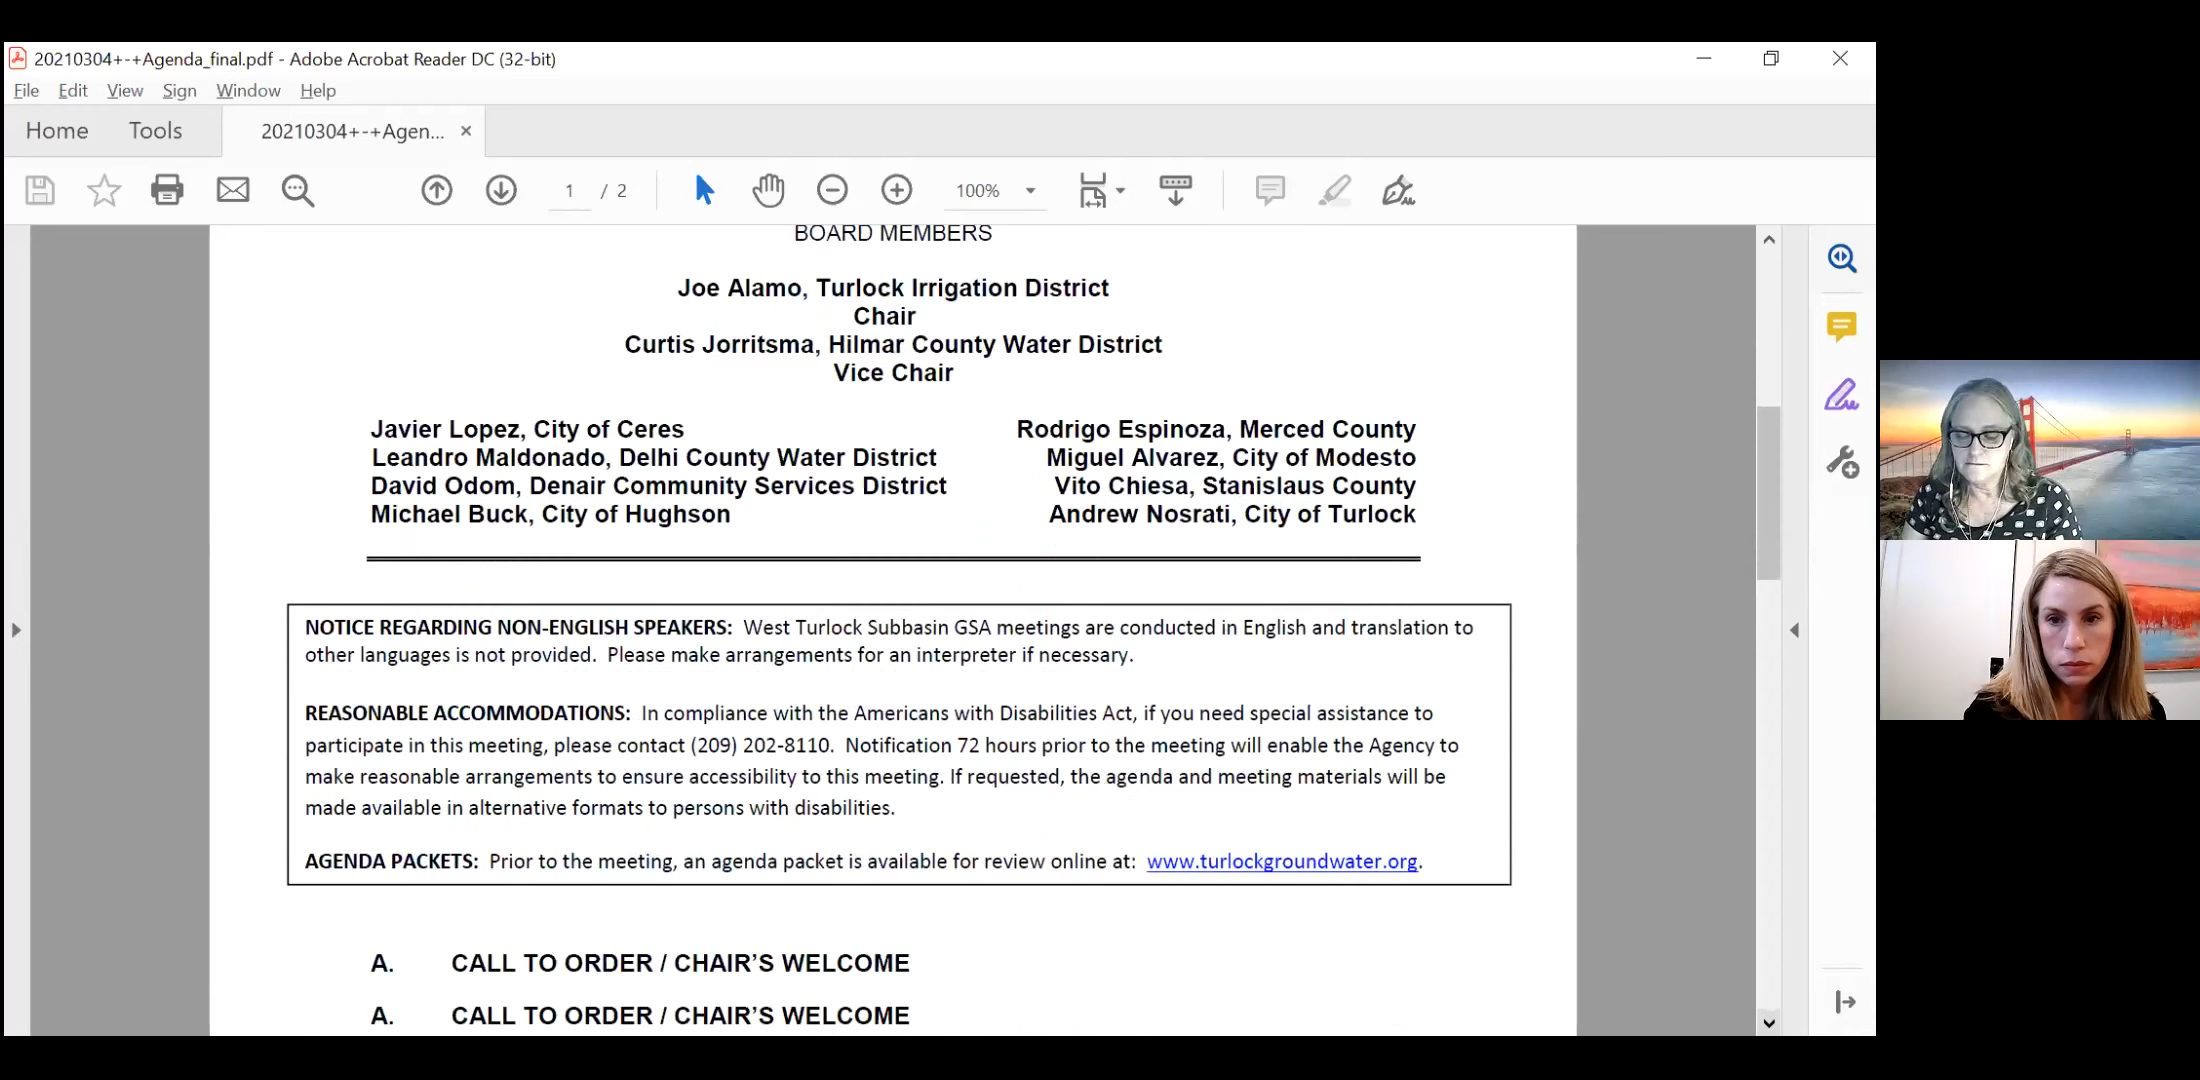 20210304+-+Agenda_final.pdf - Adobe Acrobat Reader DC (32-bit)
File Edit View Sign Window Help
Home Tools 20210304+-+Agen...
1 / 2 100%
BOARD MEMBERS
Joe Alamo, Turlock Irrigation District
Chair
Curtis Jorritsma, Hilmar County Water District
Vice Chair
Javier Lopez, City of Ceres Rodrigo Espinoza, Merced County
Leandro Maldonado, Delhi County Water District Miguel Alvarez, City of Modesto
David Odom, Denair Community Services District Vito Chiesa, Stanislaus County
Michael Buck, City of Hughson Andrew Nosrati, City of Turlock
NOTICE REGARDING NON-ENGLISH SPEAKERS: West Turlock Subbasin GSA meetings are conducted in English and translation to
other languages is not provided. Please make arrangements for an interpreter if necessary.
REASONABLE ACCOMMODATIONS: In compliance with the Americans with Disabilities Act, if you need special assistance to
participate in this meeting, please contact (209) 202-8110. Notification 72 hours prior to the meeting will enable the Agency to
make reasonable arrangements to ensure accessibility to this meeting. If requested, the agenda and meeting materials will be
made available in alternative formats to persons with disabilities.
AGENDA PACKETS: Prior to the meeting, an agenda packet is available for review online at: www.turlockgroundwater.org.
A. CALL TO ORDER / CHAIR'S WELCOME
A. CALL TO ORDER / CHAIR'S WELCOME